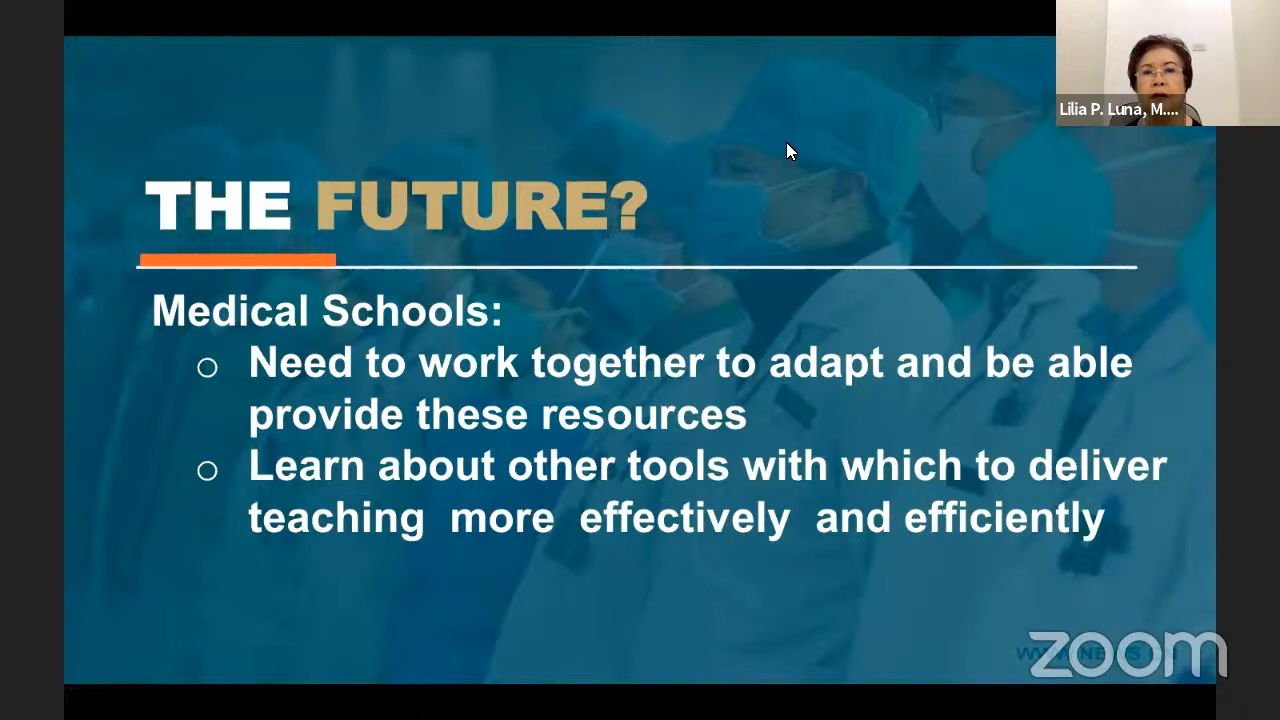 Lilia P. Luna, M....
THE FUTURE?
Medical Schools:
Need to work together to adapt and be able
provide these resources
Learn about other tools with which to deliver
teaching more effectively and efficiently
zoom